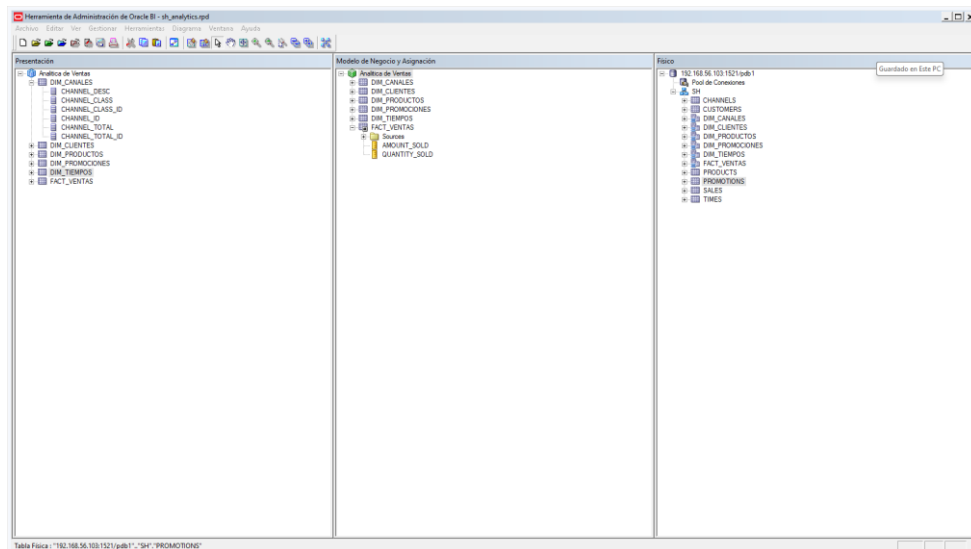 Herramienta de Administración de Oracle BI - sh_analytics.rpd
Archivo Editar Ver Gestionar Herramientas Diagrama Ventana Ayuda
Presentación
Analítica de Ventas
DIM_CANALES
CHANNEL_DESC
CHANNEL_CLASS
CHANNEL_CLASS_ID
CHANNEL_ID
CHANNEL_TOTAL
CHANNEL_TOTAL_ID
DIM_CLIENTES
DIM_PRODUCTOS
DIM_PROMOCIONES
DIM_TIEMPOS
FACT_VENTAS
Modelo de Negocio y Asignación
Analítica de Ventas
DIM_CANALES
DIM_CLIENTES
DIM_PRODUCTOS
DIM_PROMOCIONES
DIM_TIEMPOS
FACT_VENTAS
Sources
AMOUNT_SOLD
QUANTITY_SOLD
Físico
Guardado en Este PC
192.168.56.103:1521/pdb1
Pool de Conexiones
SH
CHANNELS
CUSTOMERS
DIM_CANALES
DIM_CLIENTES
DIM_PRODUCTOS
DIM_PROMOCIONES
DIM_TIEMPOS
FACT_VENTAS
PRODUCTS
PROMOTIONS
SALES
TIMES
Tabla Física : "192.168.56.103:1521/pdb1".."SH"."PROMOTIONS"